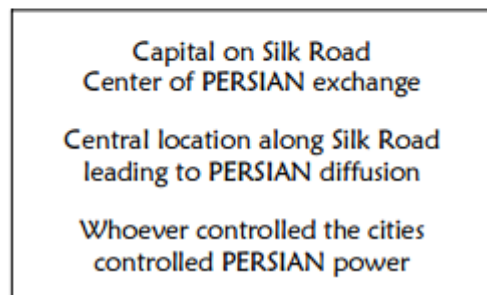 Capital on Silk Road
Center of PERSIAN exchange
Central location along Silk Road
leading to PERSIAN diffusion
Whoever controlled the cities
controlled PERSIAN power